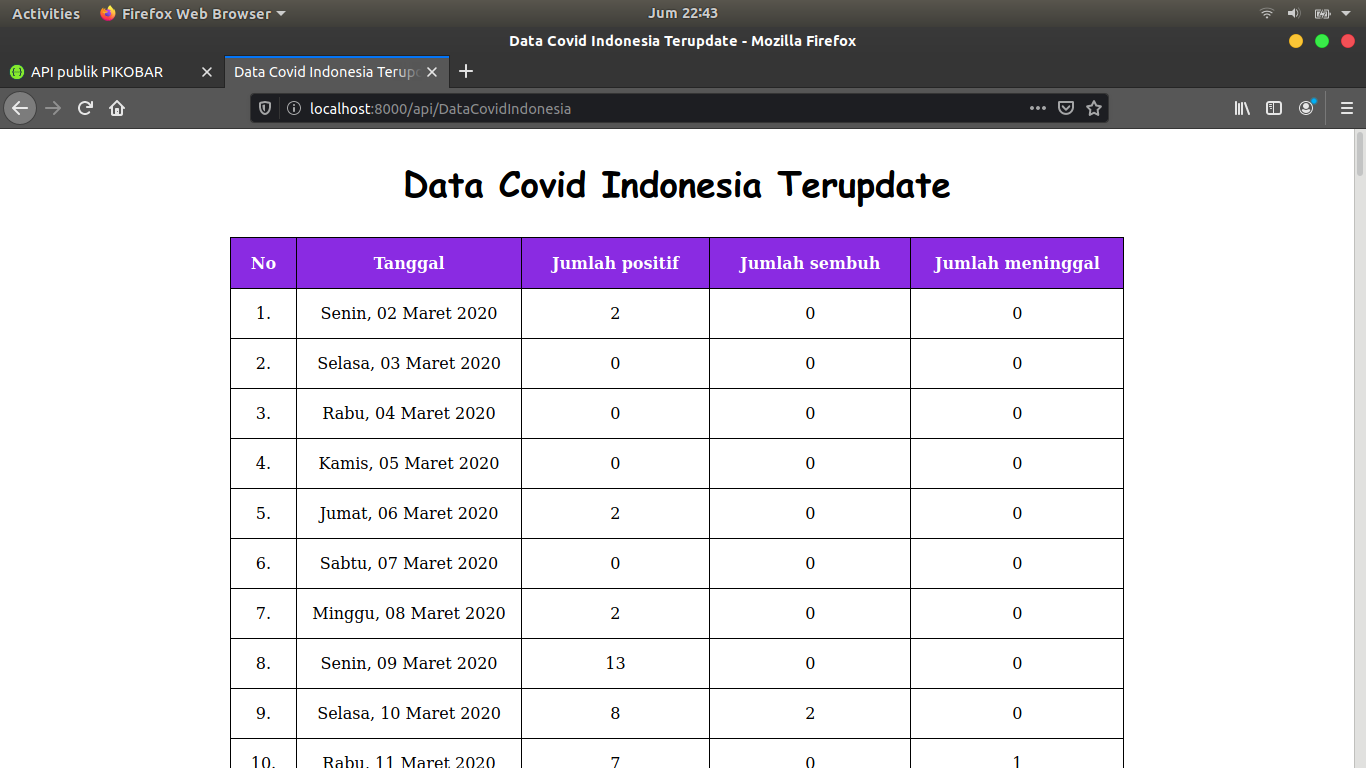 Activities Firefox Web Browser Jum 22:43
Data Covid Indonesia Terupdate - Mozilla Firefox
API publik PIKOBAR Data Covid Indonesia Terupd
localhost:8000/api/DataCovidIndonesia
Data Covid Indonesia Terupdate
No Tanggal Jumlah positif Jumlah sembuh Jumlah meninggal
1. Senin, 02 Maret 2020 2 0 0
2. Selasa, 03 Maret 2020 0 0 0
3. Rabu, 04 Maret 2020 0 0 0
4. Kamis, 05 Maret 2020 0 0 0
5. Jumat, 06 Maret 2020 2 0 0
6. Sabtu, 07 Maret 2020 0 0 0
7. Minggu, 08 Maret 2020 2 0 0
8. Senin, 09 Maret 2020 13 0 0
9. Selasa, 10 Maret 2020 8 2 0
10. Rabu, 11 Maret 2020 7 0 1